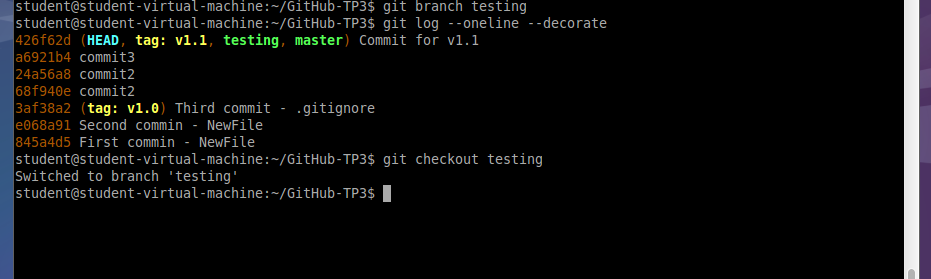 student@student-virtual-machine:~/GitHub-TP3$ git branch testing
student@student-virtual-machine:~/GitHub-TP3$ git log --oneline --decorate
426f62d (HEAD, tag: v1.1, testing, master) Commit for v1.1
a6921b4 commit3
24a56a8 commit2
68f940e commit2
3af38a2 (tag: v1.0) Third commit - .gitignore
e068a91 Second commin - NewFile
845a4d5 First commin - NewFile
student@student-virtual-machine:~/GitHub-TP3$ git checkout testing
Switched to branch 'testing'
student@student-virtual-machine:~/GitHub-TP3$